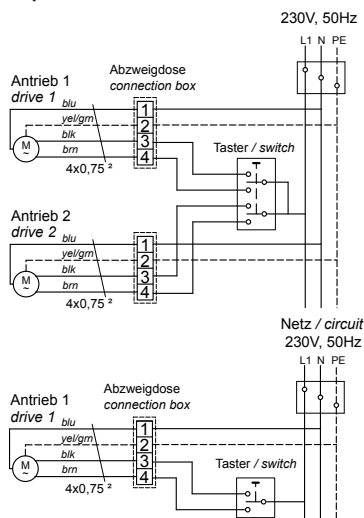 230V, 50Hz
L1 N PE
Antrieb 1
drive 1
Abzweigdose
connection box
blu
yel/grn
blk
brn
M
~
4x0,75 ²
1
2
3
4
Taster / switch
Antrieb 2
drive 2
blu
yel/grn
blk
brn
M
~
4x0,75 ²
1
2
3
4
Netz / circuit
230V, 50Hz
L1 N PE
Antrieb 1
drive 1
Abzweigdose
connection box
blu
yel/grn
blk
brn
M
~
4x0,75 ²
1
2
3
4
Taster / switch